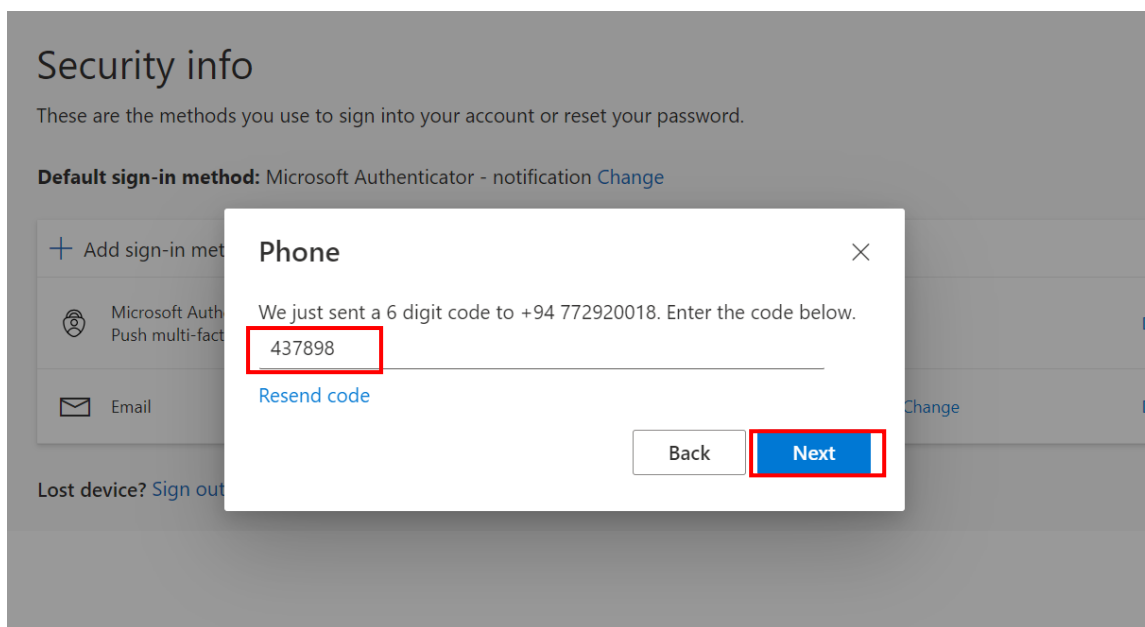 Security info
These are the methods you use to sign into your account or reset your password.
Default sign-in method: Microsoft Authenticator - notification Change
Add sign-in met
Phone
We just sent a 6 digit code to +94 772920018. Enter the code below.
Microsoft Auth
Push multi-fact
437898
Resend code
Email
Change
Back Next
Lost device? Sign out